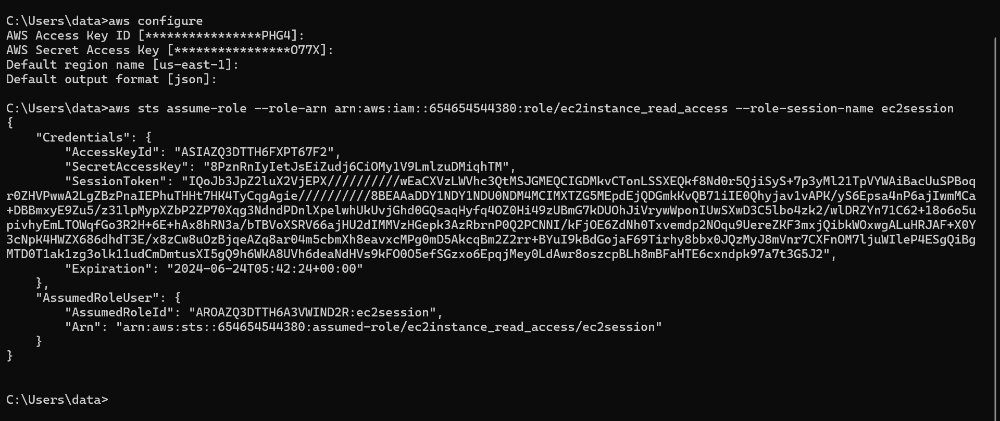 C:\Users\data>aws configure
AWS Access Key ID [****************PHG4]:
AWS Secret Access Key [****************O77X]:
Default region name [us-east-1]:
Default output format [json]:
C:\Users\data>aws sts assume-role --role-arn arn:aws:iam::654654544380:role/ec2instance_read_access --role-session-name ec2session
{
    "Credentials": {
        "AccessKeyId": "ASIAZQ3DTTH6FXPT67F2",
        "SecretAccessKey": "8PznRnIyIetJsEiZudj6CiOMy1V9LmlzuDMiqhTM",
        "SessionToken": "IQoJb3JpZ2luX2VjEPX//////////wEaCXVzLWVhc3QtMSJGMEQCIGDMkvCTonLSSXEQkf8Nd0r5QjiSyS+7p3yMl21TpVYWAiBacUuSPBoq
r0ZHVPwwA2LgZBzPnaIEPhuTHHt7HK4TyCqgAgie//////////8BEAAaDDY1NDY1NDU0NDM4MCIMXTZG5MEpdEjQDGmkKvQB71iIE0Qhyjav1vAPK/yS6Epsa4nP6ajIwmMCa
+DBBmxyE9Zu5/z31lpMypXZbP2ZP70Xqg3NdndPDnlXpelwhUkUvjGhd0GQsaqHyfq4OZ0Hi49zUBmG7kDUOhJiVrywWponIUwSXwD3C5lbo4zk2/wlDRZYn71C62+18o6o5u
pivhyEmLTOWqfGo3R2H+6E+hAx8hRN3a/bTBVoXSRV66ajHU2dIMMVzHGepk3AzRbrnP0Q2PCNNI/kFjOE6ZdNh0Txvemdp2NOqu9UereZKF3mxjQibkWOxwgALuHRJAF+X0Y
3cNpK4HWZX686dhdT3E/x8zCw8uOzBjqeAZq8ar04m5cbmXh8eavxcMPg0mD5AkcqBm2Z2rr+BYuI9kBdGojaF69Tirhy8bbx0JQzMyJ8mVnr7CXFnOM7ljuWIleP4ESgQiBg
MTD0T1ak1zg3olk11udCmDmtusXI5gQ9h6WKA8UVh6deaNdHVs9kFO0O5efSGzxo6EpqjMey0LdAwr8oszcpBLh8mBFaHTE6cxndpk97a7t3G5J2",
        "Expiration": "2024-06-24T05:42:24+00:00"
    },
    "AssumedRoleUser": {
        "AssumedRoleId": "AROAZQ3DTTH6A3VWIND2R:ec2session",
        "Arn": "arn:aws:sts::654654544380:assumed-role/ec2instance_read_access/ec2session"
    }
}
C:\Users\data>